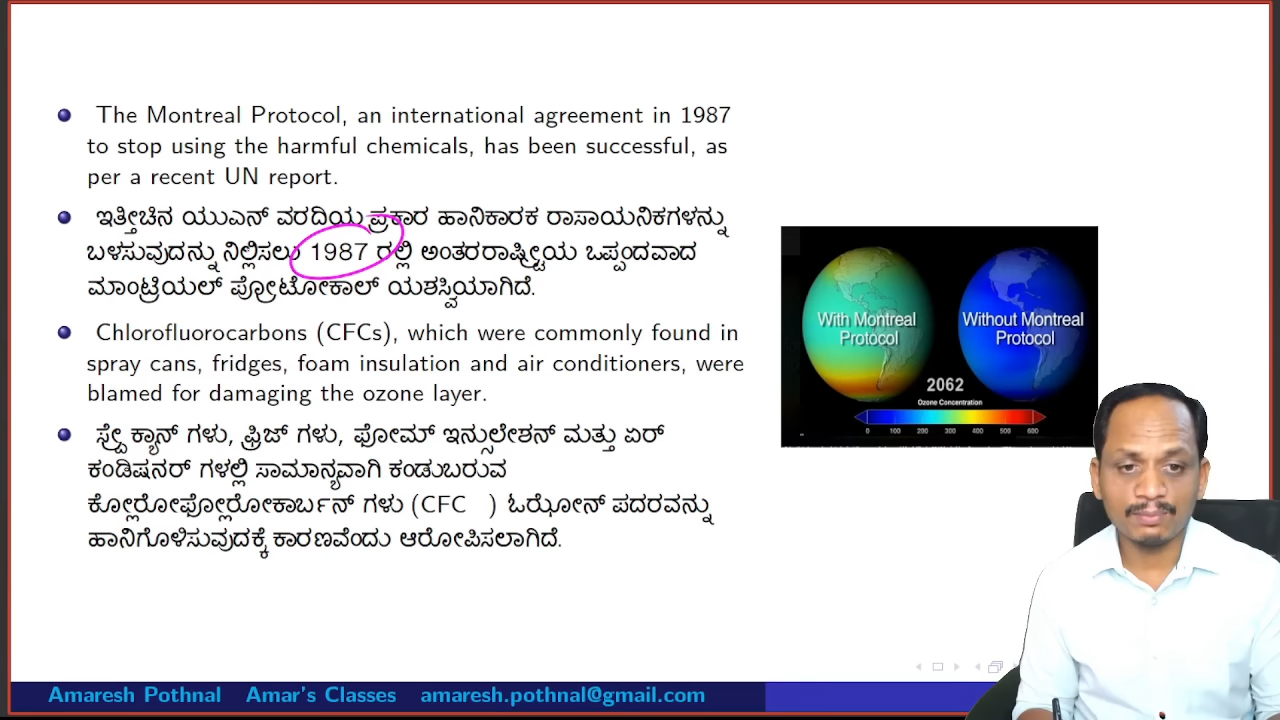 The Montreal Protocol, an international agreement in 1987
to stop using the harmful chemicals, has been successful, as
per a recent UN report.
ಇತ್ತೀಚಿನ ಯುಎನ್ ವರದಿಯ ಪ್ರಕಾರ ಹಾನಿಕಾರಕ ರಾಸಾಯನಿಕಗಳನ್ನು
ಬಳಸುವುದನ್ನು ನಿಲ್ಲಿಸಲು 1987 ರಲ್ಲಿ ಅಂತರರಾಷ್ಟ್ರೀಯ ಒಪ್ಪಂದವಾದ
ಮಾಂಟ್ರಿಯಲ್ ಪ್ರೋಟೋಕಾಲ್ ಯಶಸ್ವಿಯಾಗಿದೆ.
Chlorofluorocarbons (CFCs), which were commonly found in
spray cans, fridges, foam insulation and air conditioners, were
blamed for damaging the ozone layer.
ಸ್ಪ್ರೇ ಕ್ಯಾನ್ ಗಳು, ಫ್ರಿಜ್ ಗಳು, ಫೋಮ್ ಇನ್ಸುಲೇಶನ್ ಮತ್ತು ಏರ್
ಕಂಡಿಷನರ್ ಗಳಲ್ಲಿ ಸಾಮಾನ್ಯವಾಗಿ ಕಂಡುಬರುವ
ಕ್ಲೋರೋಫ್ಲೋರೋಕಾರ್ಬನ್ ಗಳು (CFC ) ಓಝೋನ್ ಪದರವನ್ನು
ಹಾನಿಗೊಳಿಸುವುದಕ್ಕೆ ಕಾರಣವೆಂದು ಆರೋಪಿಸಲಾಗಿದೆ.
With Montreal
Protocol
Without Montreal
Protocol
2062
Ozone Concentration
0 100 200 300 400 500 600
Amaresh Pothnal Amar's Classes amaresh.pothnal@gmail.com